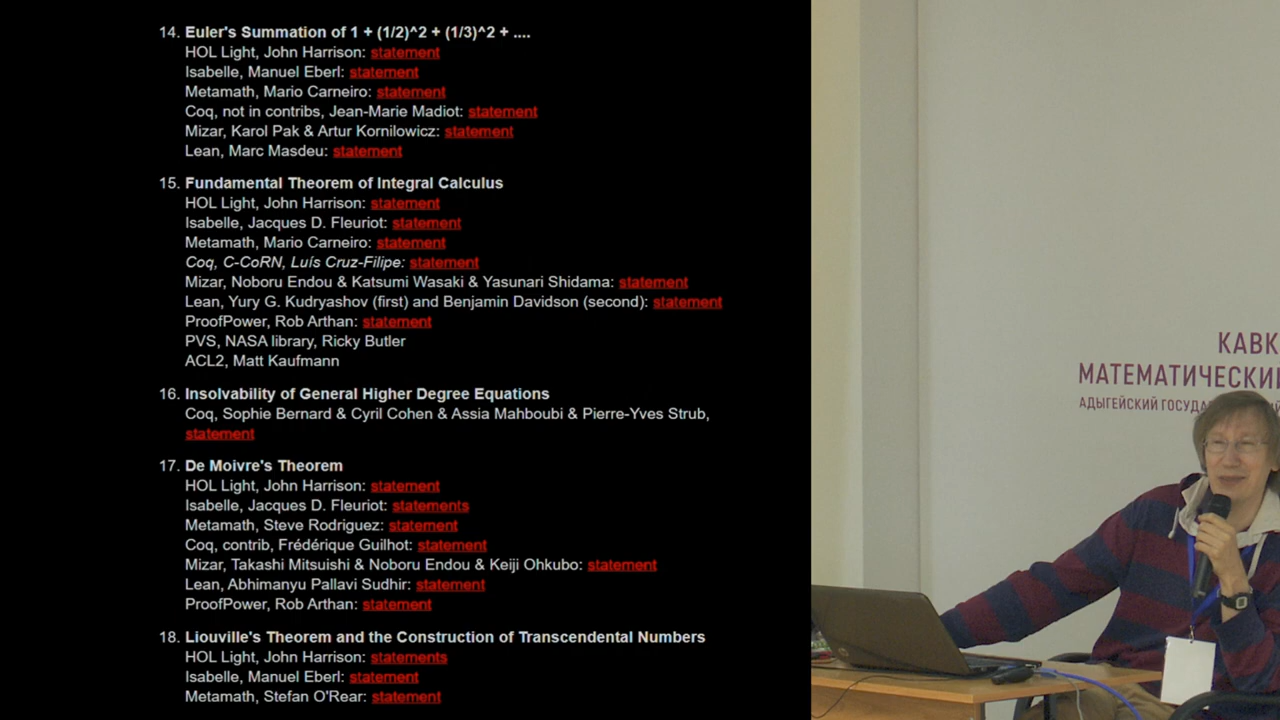 14. Euler's Summation of 1 + (1/2)^2 + (1/3)^2 + ....
HOL Light, John Harrison: statement
Isabelle, Manuel Eberl: statement
Metamath, Mario Carneiro: statement
Coq, not in contribs, Jean-Marie Madiot: statement
Mizar, Karol Pak & Artur Kornilowicz: statement
Lean, Marc Masdeu: statement
15. Fundamental Theorem of Integral Calculus
HOL Light, John Harrison: statement
Isabelle, Jacques D. Fleuriot: statement
Metamath, Mario Carneiro: statement
Coq, C-CoRN, Luís Cruz-Filipe: statement
Mizar, Noboru Endou & Katsumi Wasaki & Yasunari Shidama: statement
Lean, Yury G. Kudryashov (first) and Benjamin Davidson (second): statement
ProofPower, Rob Arthan: statement
PVS, NASA library, Ricky Butler
ACL2, Matt Kaufmann
16. Insolvability of General Higher Degree Equations
Coq, Sophie Bernard & Cyril Cohen & Assia Mahboubi & Pierre-Yves Strub,
statement
17. De Moivre's Theorem
HOL Light, John Harrison: statement
Isabelle, Jacques D. Fleuriot: statements
Metamath, Steve Rodriguez: statement
Coq, contrib, Frédérique Guilhot: statement
Mizar, Takashi Mitsuishi & Noboru Endou & Keiji Ohkubo: statement
Lean, Abhimanyu Pallavi Sudhir: statement
ProofPower, Rob Arthan: statement
18. Liouville's Theorem and the Construction of Transcendental Numbers
HOL Light, John Harrison: statements
Isabelle, Manuel Eberl: statement
Metamath, Stefan O'Rear: statement
КАВК
МАТЕМАТИЧЕСКИ
АДЫГЕЙСКИЙ ГОСУДА